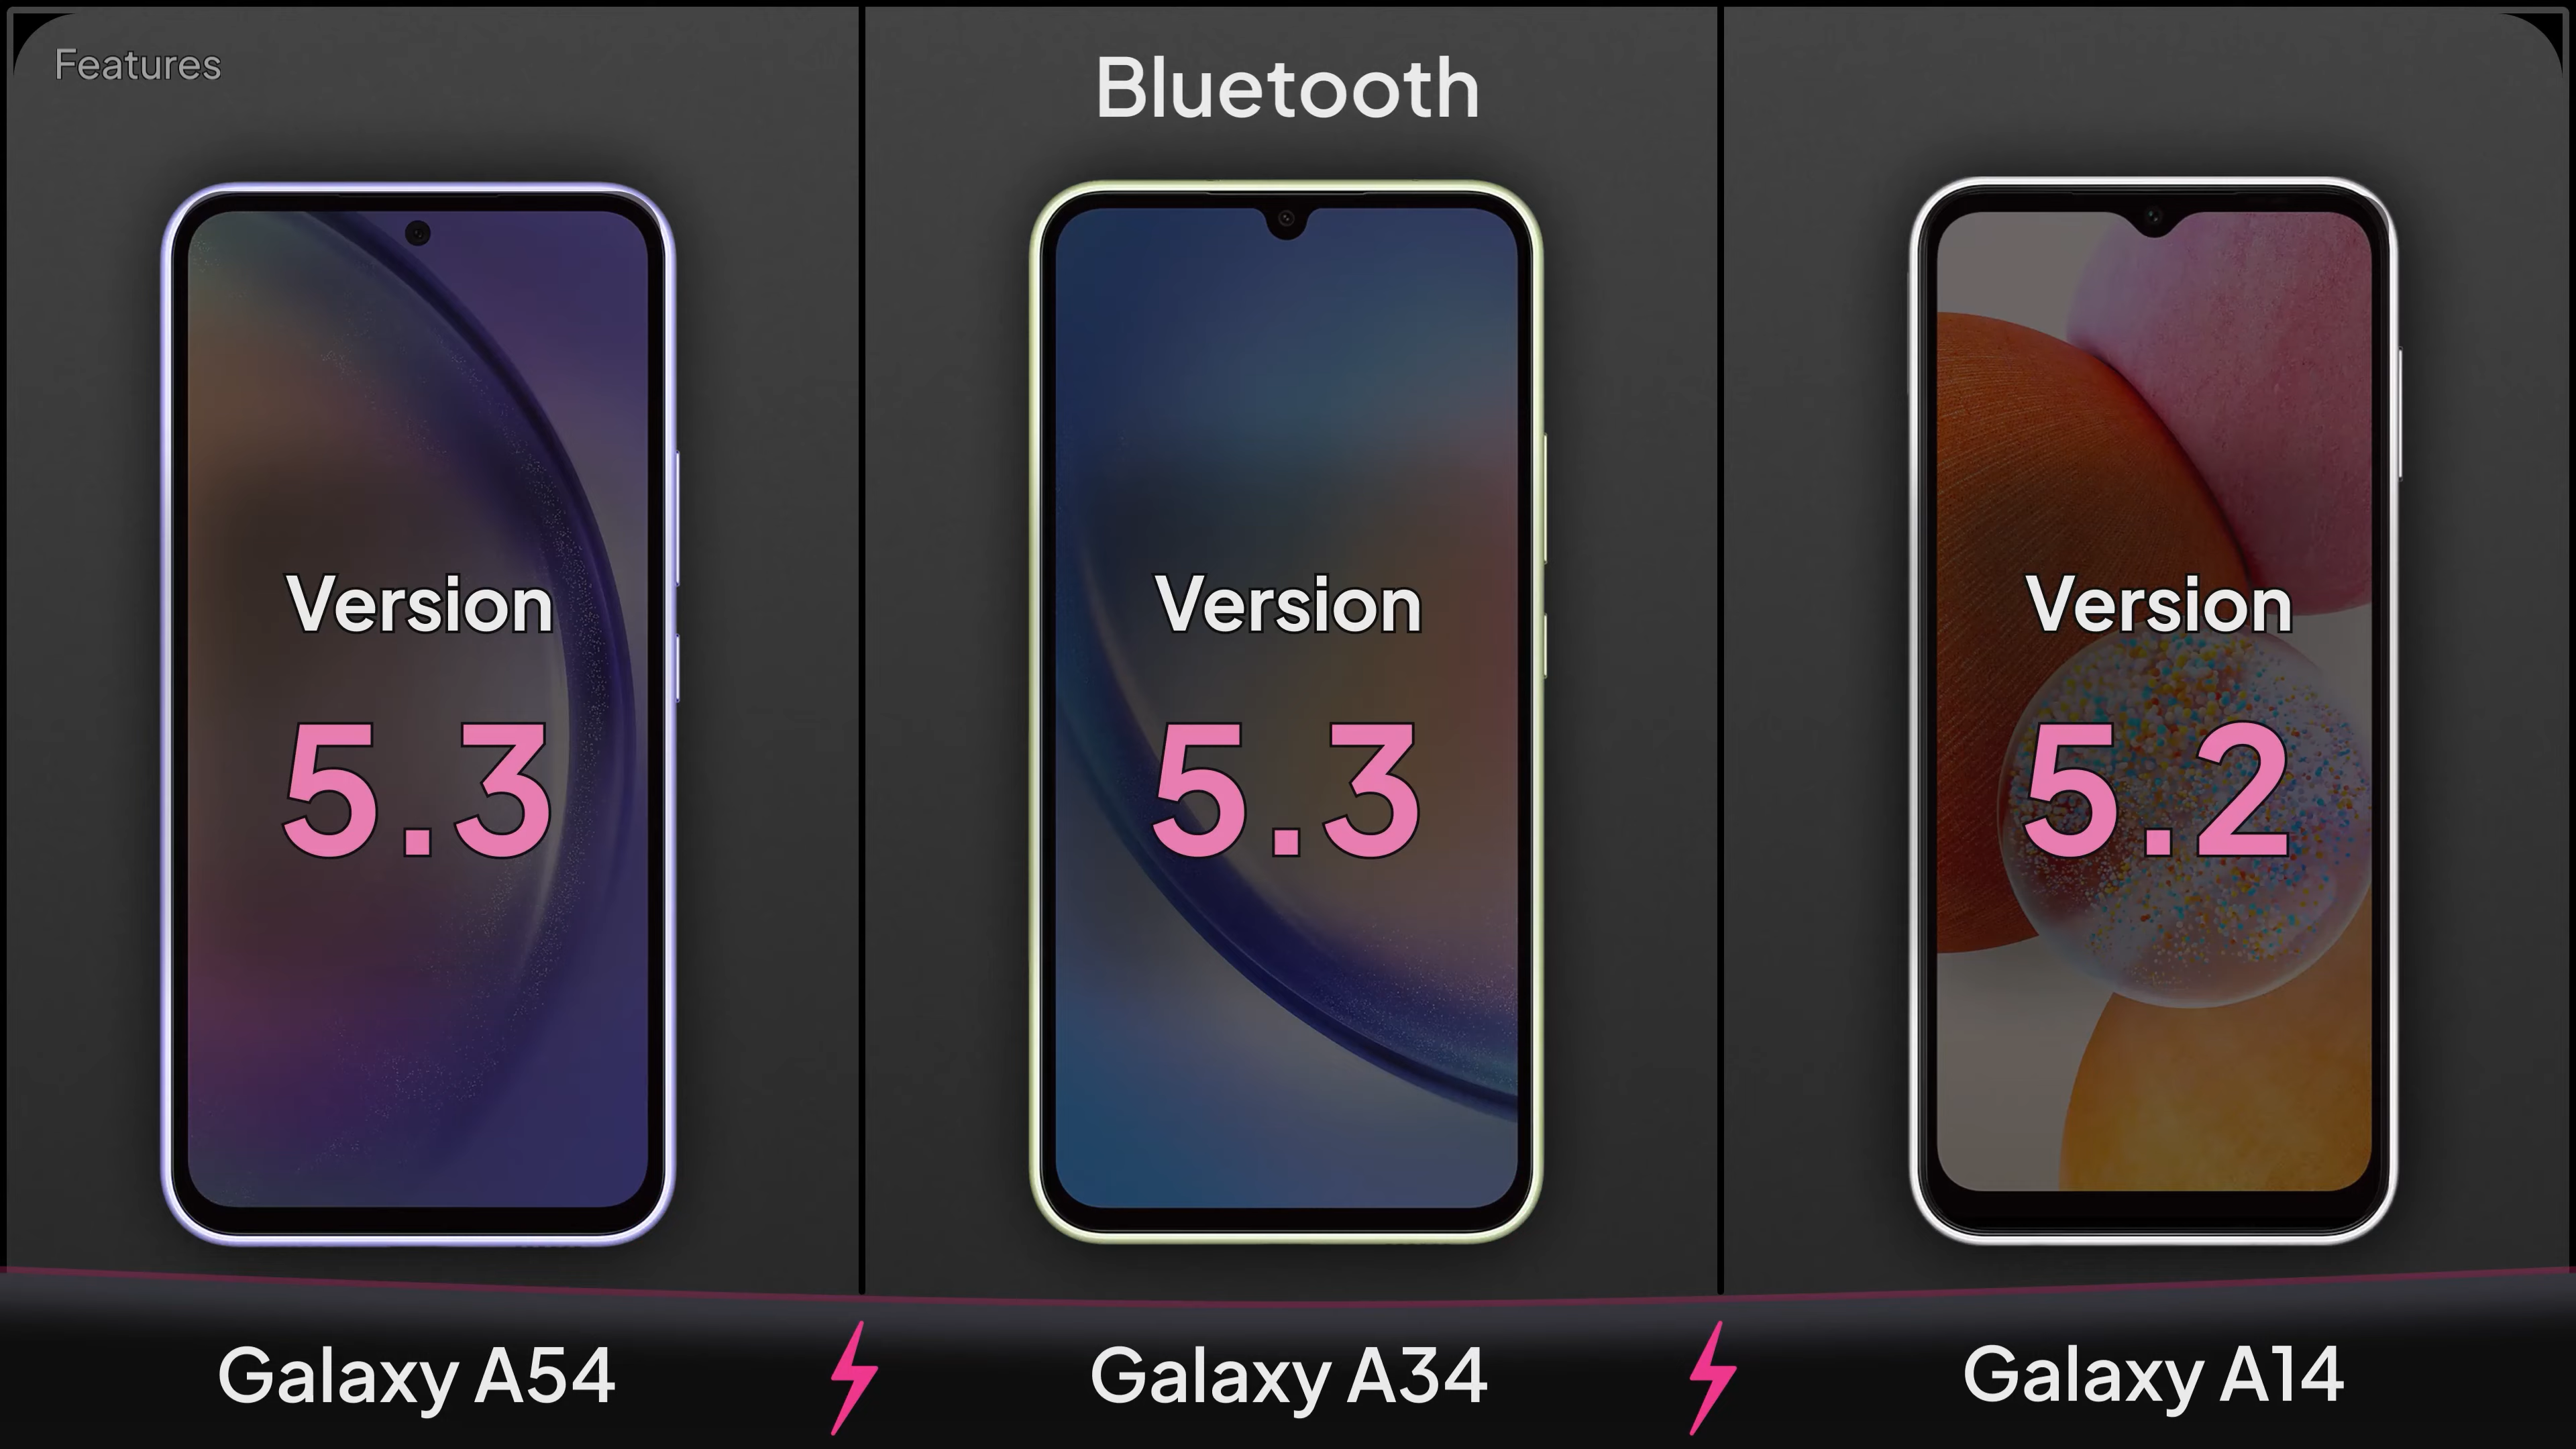 Features
Bluetooth
Version
5.3
Version
5.3
Version
5.2
Galaxy A54
Galaxy A34
Galaxy A14